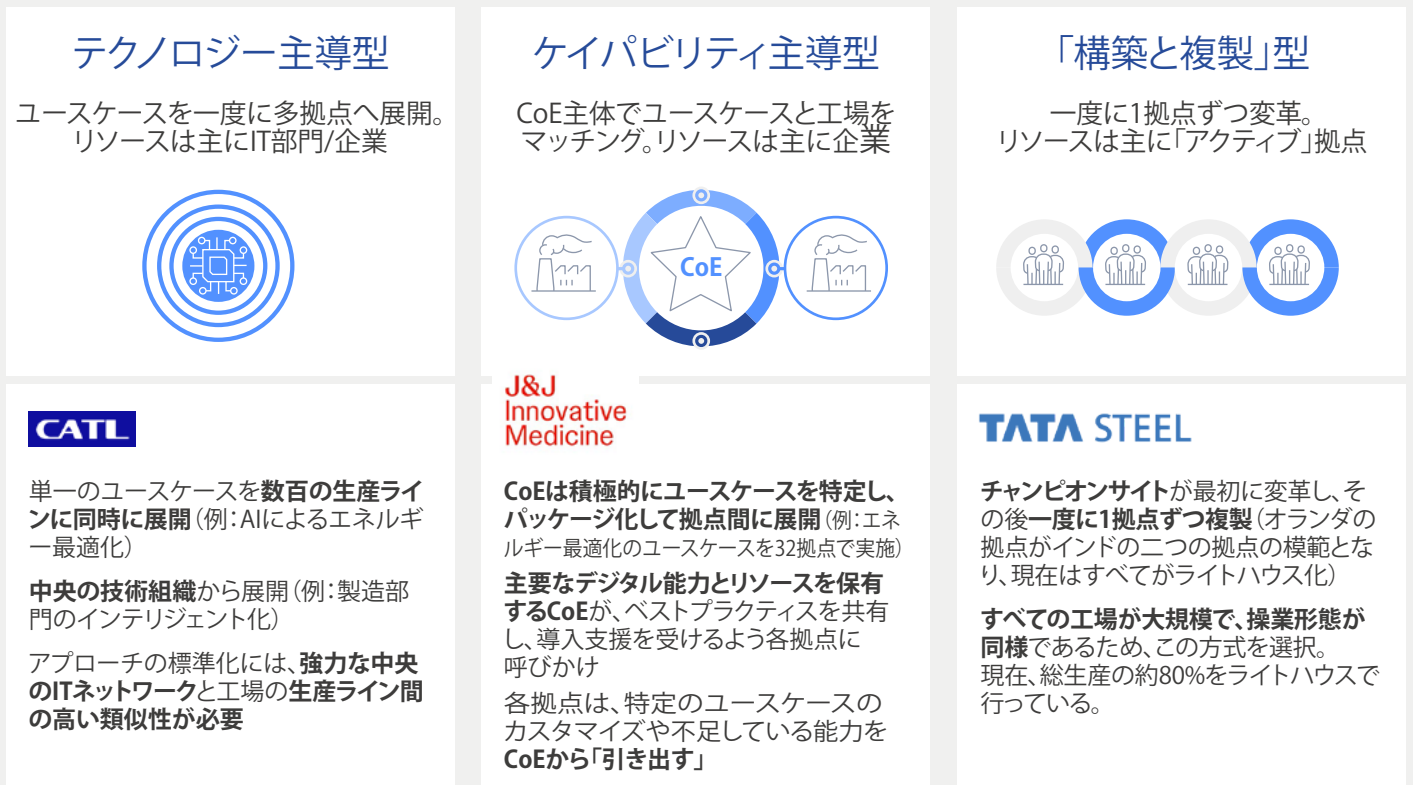 テクノロジー主導型
ユースケースを一度に多拠点へ展開。
リソースは主にIT部門/企業
CATL
単一のユースケースを数百の生産ライ
ンに同時に展開（例：AIによるエネルギ
ー最適化）
中央の技術組織から展開（例：製造部
門のインテリジェント化）
アプローチの標準化には、強力な中央
のITネットワークと工場の生産ライン間
の高い類似性が必要
ケイパビリティ主導型
CoE主体でユースケースと工場を
マッチング。リソースは主に企業
CoE
J&J
Innovative
Medicine
CoEは積極的にユースケースを特定し、
パッケージ化して拠点間に展開（例：エネ
ルギー最適化のユースケースを32拠点で実施）
主要なデジタル能力とリソースを保有
するCoEが、ベストプラクティスを共有
し、導入支援を受けるよう各拠点に
呼びかけ
各拠点は、特定のユースケースの
カスタマイズや不足している能力を
CoEから「引き出す」
「構築と複製」型
一度に1拠点ずつ変革。
リソースは主に「アクティブ」拠点
TATA STEEL
チャンピオンサイトが最初に変革し、そ
の後一度に1拠点ずつ複製（オランダの
拠点がインドの二つの拠点の模範とな
り、現在はすべてがライトハウス化）
すべての工場が大規模で、操業形態が
同様であるため、この方式を選択。
現在、総生産の約80%をライトハウスで
行っている。